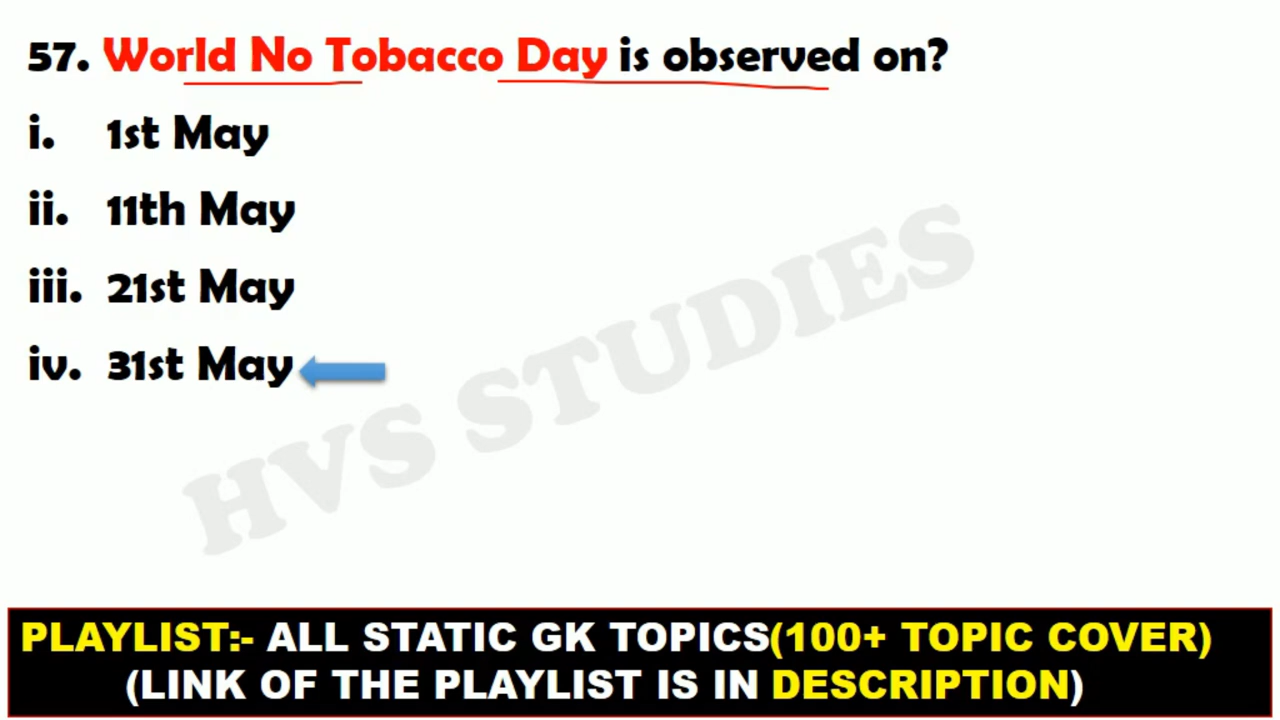 57. World No Tobacco Day is observed on?
i. 1st May
ii. 11th May
iii. 21st May
iv. 31st May
HVS STUDIES
PLAYLIST:- ALL STATIC GK TOPICS(100+ TOPIC COVER)
(LINK OF THE PLAYLIST IS IN DESCRIPTION)